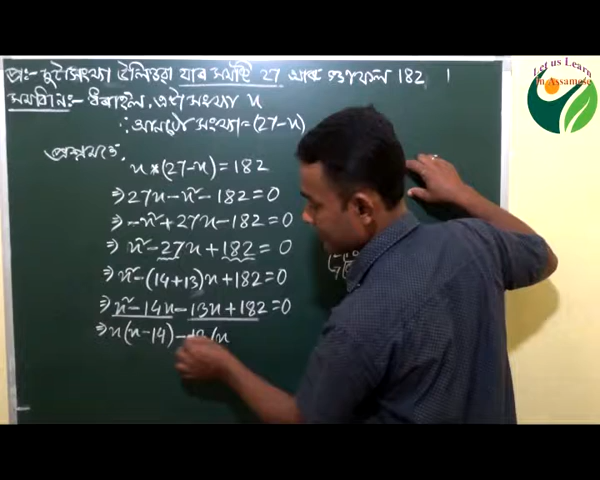 প্ৰ:- দুটা সংখ্যা উলিওৱা যাৰ সমষ্টি 27 আৰু পূৰণফল 182 ।
সমাধান:- ধৰাহ'ল, এটা সংখ্যা x
∴ আনটো সংখ্যা = (27-x)
প্ৰশ্নমতে,
x*(27-x) = 182
⇒ 27x - x² - 182 = 0
⇒ -x² + 27x - 182 = 0
⇒ x² - 27x + 182 = 0
⇒ x² - (14+13)x + 182 = 0
⇒ x² - 14x - 13x + 182 = 0
⇒ x(x-14) - 13(x
Let us Learn
in Assamese